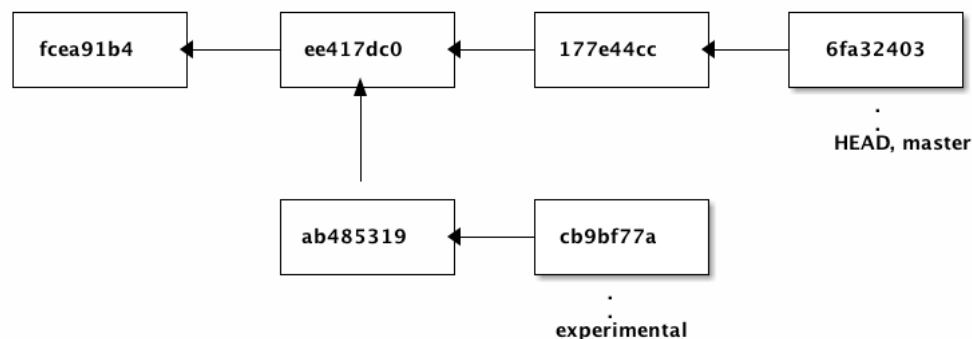 fcea91b4 ee417dc0 177e44cc 6fa32403
HEAD, master
ab485319 cb9bf77a
experimental